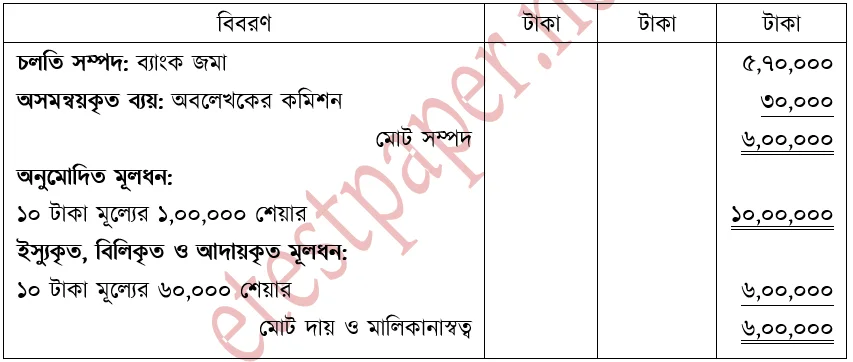 বিবরণ টাকা টাকা টাকা
চলতি সম্পদ: ব্যাংক জমা ৫,৭০,০০০
অসমন্বয়কৃত ব্যয়: অবলেখকের কমিশন ৩০,০০০
মোট সম্পদ ৬,০০,০০০
অনুমোদিত মূলধন:
১০ টাকা মূল্যের ১,০০,০০০ শেয়ার ১০,০০,০০০
ইস্যুকৃত, বিলিকৃত ও আদায়কৃত মূলধন:
১০ টাকা মূল্যের ৬০,০০০ শেয়ার ৬,০০,০০০
মোট দায় ও মালিকানাস্বত্ব ৬,০০,০০০